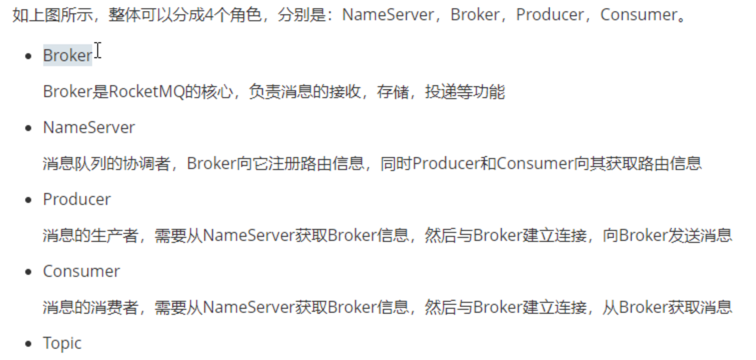 如上图所示，整体可以分成4个角色，分别是：NameServer，Broker，Producer，Consumer。
Broker
Broker是RocketMQ的核心，负责消息的接收，存储，投递等功能
NameServer
消息队列的协调者，Broker向它注册路由信息，同时Producer和Consumer向其获取路由信息
Producer
消息的生产者，需要从NameServer获取Broker信息，然后与Broker建立连接，向Broker发送消息
Consumer
消息的消费者，需要从NameServer获取Broker信息，然后与Broker建立连接，从Broker获取消息
Topic